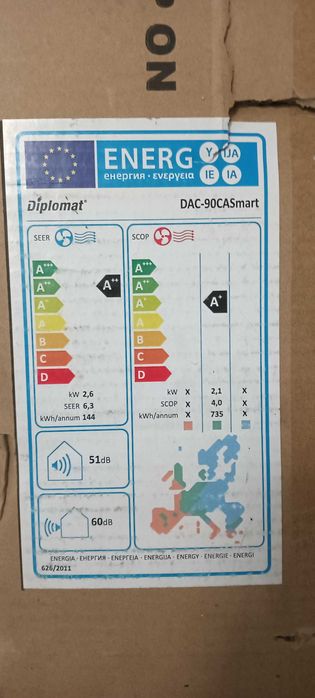 NO
ENERG Y IJA
енергия · ενεργεια IE IA
Diplomat® DAC-90CASmart
SEER SCOP
A+++ A+++
A++ A++ A++
A+ A+ A+
A A
B B
C C
D D
kW 2,6 kW X 2,1 X
SEER 6,3 SCOP X 4,0 X
kWh/annum 144 kWh/annum X 735 X
51dB
60dB
ENERGIA · ЕНЕРГИЯ · ΕΝΕΡΓΕΙΑ · ENERGIJA · ENERGY · ENERGIE · ENERGI
626/2011